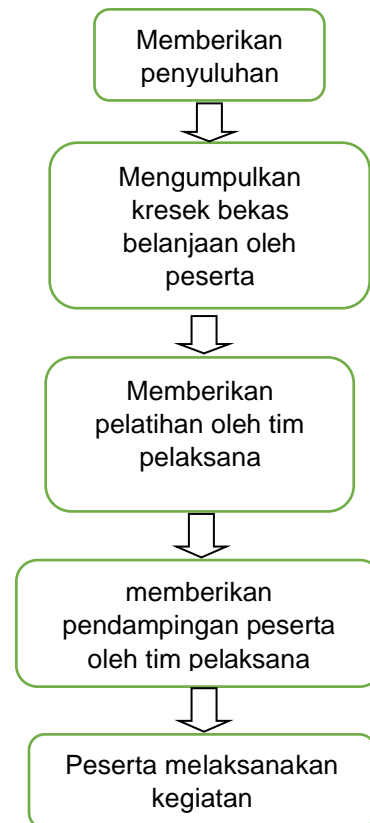 Memberikan
penyuluhan
Mengumpulkan
kresek bekas
belanjaan oleh
peserta
Memberikan
pelatihan oleh tim
pelaksana
memberikan
pendampingan peserta
oleh tim pelaksana
Peserta melaksanakan
kegiatan